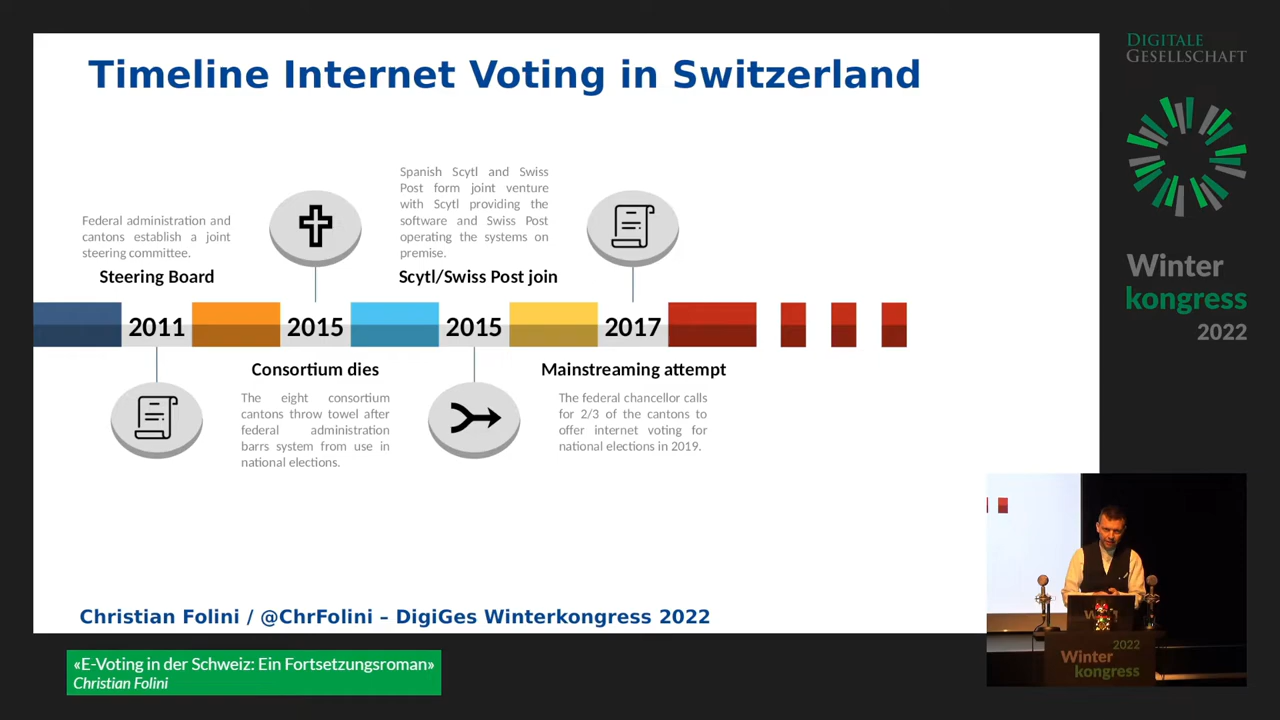 Timeline Internet Voting in Switzerland
Federal administration and
cantons establish a joint
steering committee.
Steering Board
2011
2015
Consortium dies
The eight consortium
cantons throw towel after
federal administration
barrs system from use in
national elections.
Spanish Scytl and Swiss
Post form joint venture
with Scytl providing the
software and Swiss Post
operating the systems on
premise.
Scytl/Swiss Post join
2015
2017
Mainstreaming attempt
The federal chancellor calls
for 2/3 of the cantons to
offer internet voting for
national elections in 2019.
Christian Folini / @ChrFolini – DigiGes Winterkongress 2022
«E-Voting in der Schweiz: Ein Fortsetzungsroman»
Christian Folini
DIGITALE
GESELLSCHAFT
Winter
kongress
2022
2022
Winter
kongress